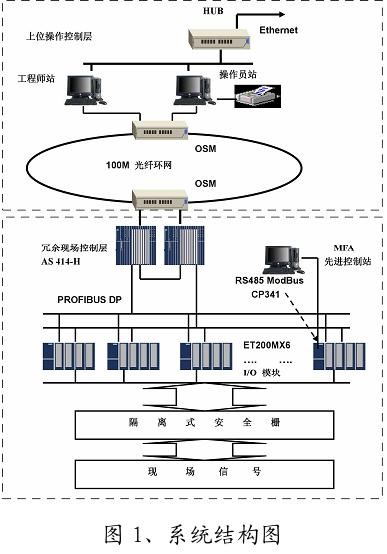 HUB
上位操作控制层
Ethernet
工程师站
操作员站
OSM
100M 光纤环网
OSM
冗余现场控制层
AS 414-H
MFA
先进控制站
RS485 ModBus
CP341
PROFIBUS DP
ET200MX6
.... ....
I/O 模块
隔 离 式 安 全 栅
现 场 信 号
图 1、系统结构图